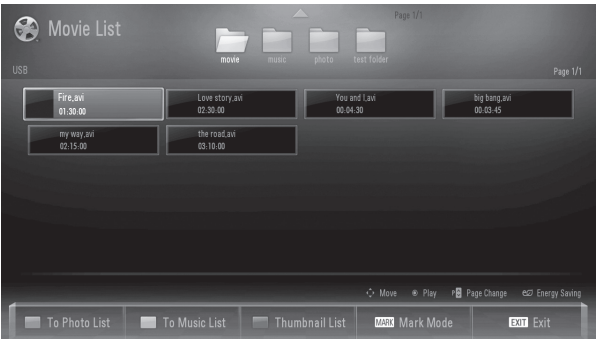 Movie List
Page 1/1
movie music photo text folder
USB
Page 1/1
Fire,avi
01:30:00
Love story,avi
02:30:00
You and I,avi
00:04:30
big bang,avi
00:03:45
my way,avi
02:15:00
the road,avi
03:10:00
Move Play P Page Change Energy Saving
To Photo List To Music List Thumbnail List MARK Mark Mode EXIT Exit